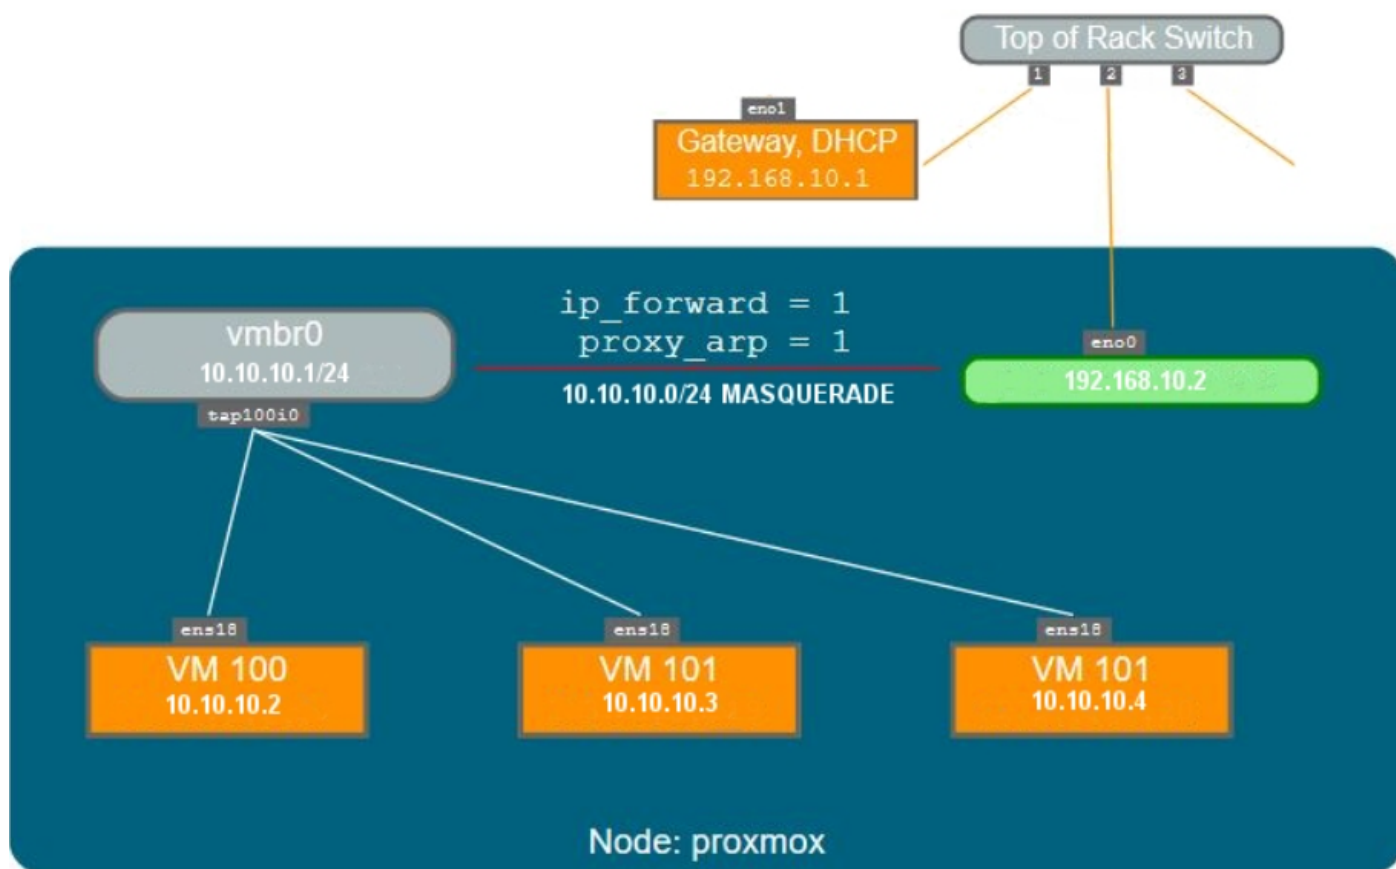 Top of Rack Switch
1 2 3
eno1
Gateway, DHCP
192.168.10.1
ip_forward = 1
proxy_arp = 1
10.10.10.0/24 MASQUERADE
vmbr0
10.10.10.1/24
tap100i0
eno0
192.168.10.2
ens18
VM 100
10.10.10.2
ens18
VM 101
10.10.10.3
ens18
VM 101
10.10.10.4
Node: proxmox